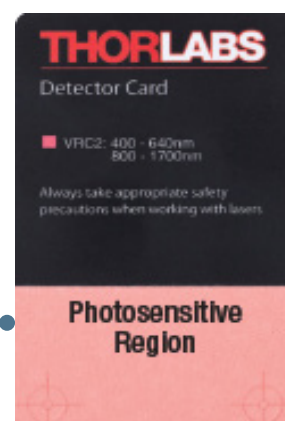 THORLABS
Detector Card
VRC2: 400 - 640nm
800 - 1700nm
Always take appropriate safety
precautions when working with lasers.
Photosensitive
Region